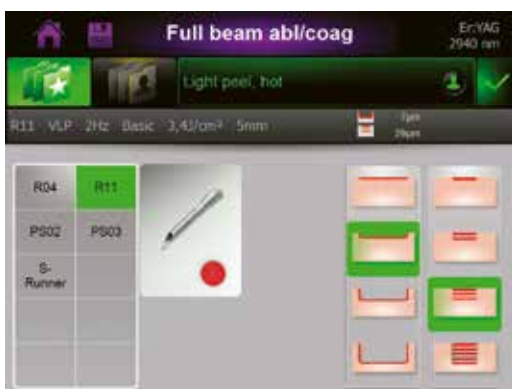 Full beam abl/coag
Er:YAG
2940 nm
Light peel, hot
1
R11 VLP 2Hz Basic 3,4J/cm² 5mm
R04 R11
PS02 PS03
S-
Runner